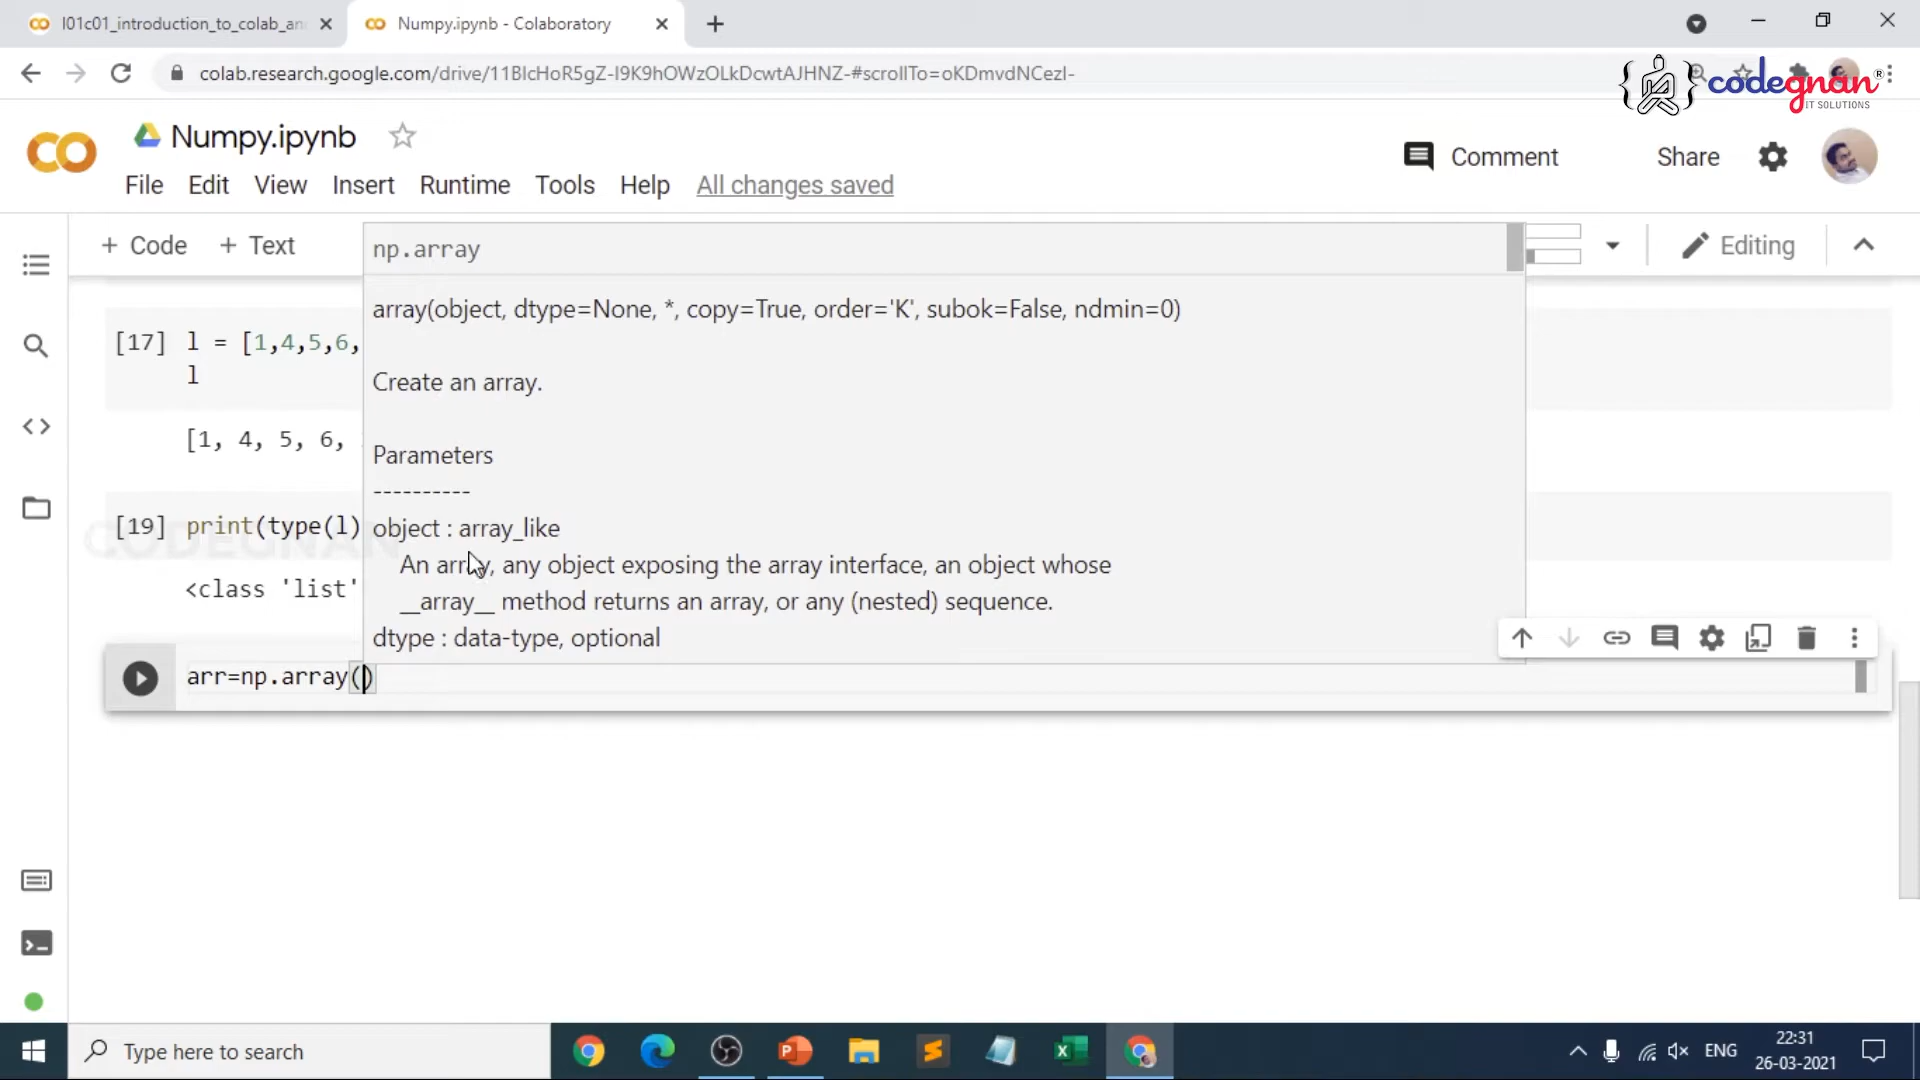 l01c01_introduction_to_colab_an
Numpy.ipynb - Colaboratory
colab.research.google.com/drive/11BlcHoR5gZ-I9K9hOWzOLkDcwtAJHNZ-#scrollTo=oKDmvdNCezI-
codegnan®
IT SOLUTIONS
Numpy.ipynb
Comment
Share
File Edit View Insert Runtime Tools Help All changes saved
+ Code + Text
Editing
np.array
array(object, dtype=None, *, copy=True, order='K', subok=False, ndmin=0)
Create an array.
Parameters
----------
object : array_like
An array, any object exposing the array interface, an object whose
__array__ method returns an array, or any (nested) sequence.
dtype : data-type, optional
[17] l = [1,4,5,6,
l
[1, 4, 5, 6,
[19] print(type(l)
CODEGNAN
<class 'list'
arr=np.array()
Type here to search
ENG
22:31
26-03-2021